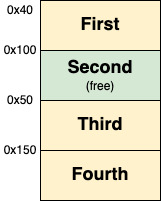 0x40
First
0x100
Second
(free)
0x50
Third
0x150
Fourth